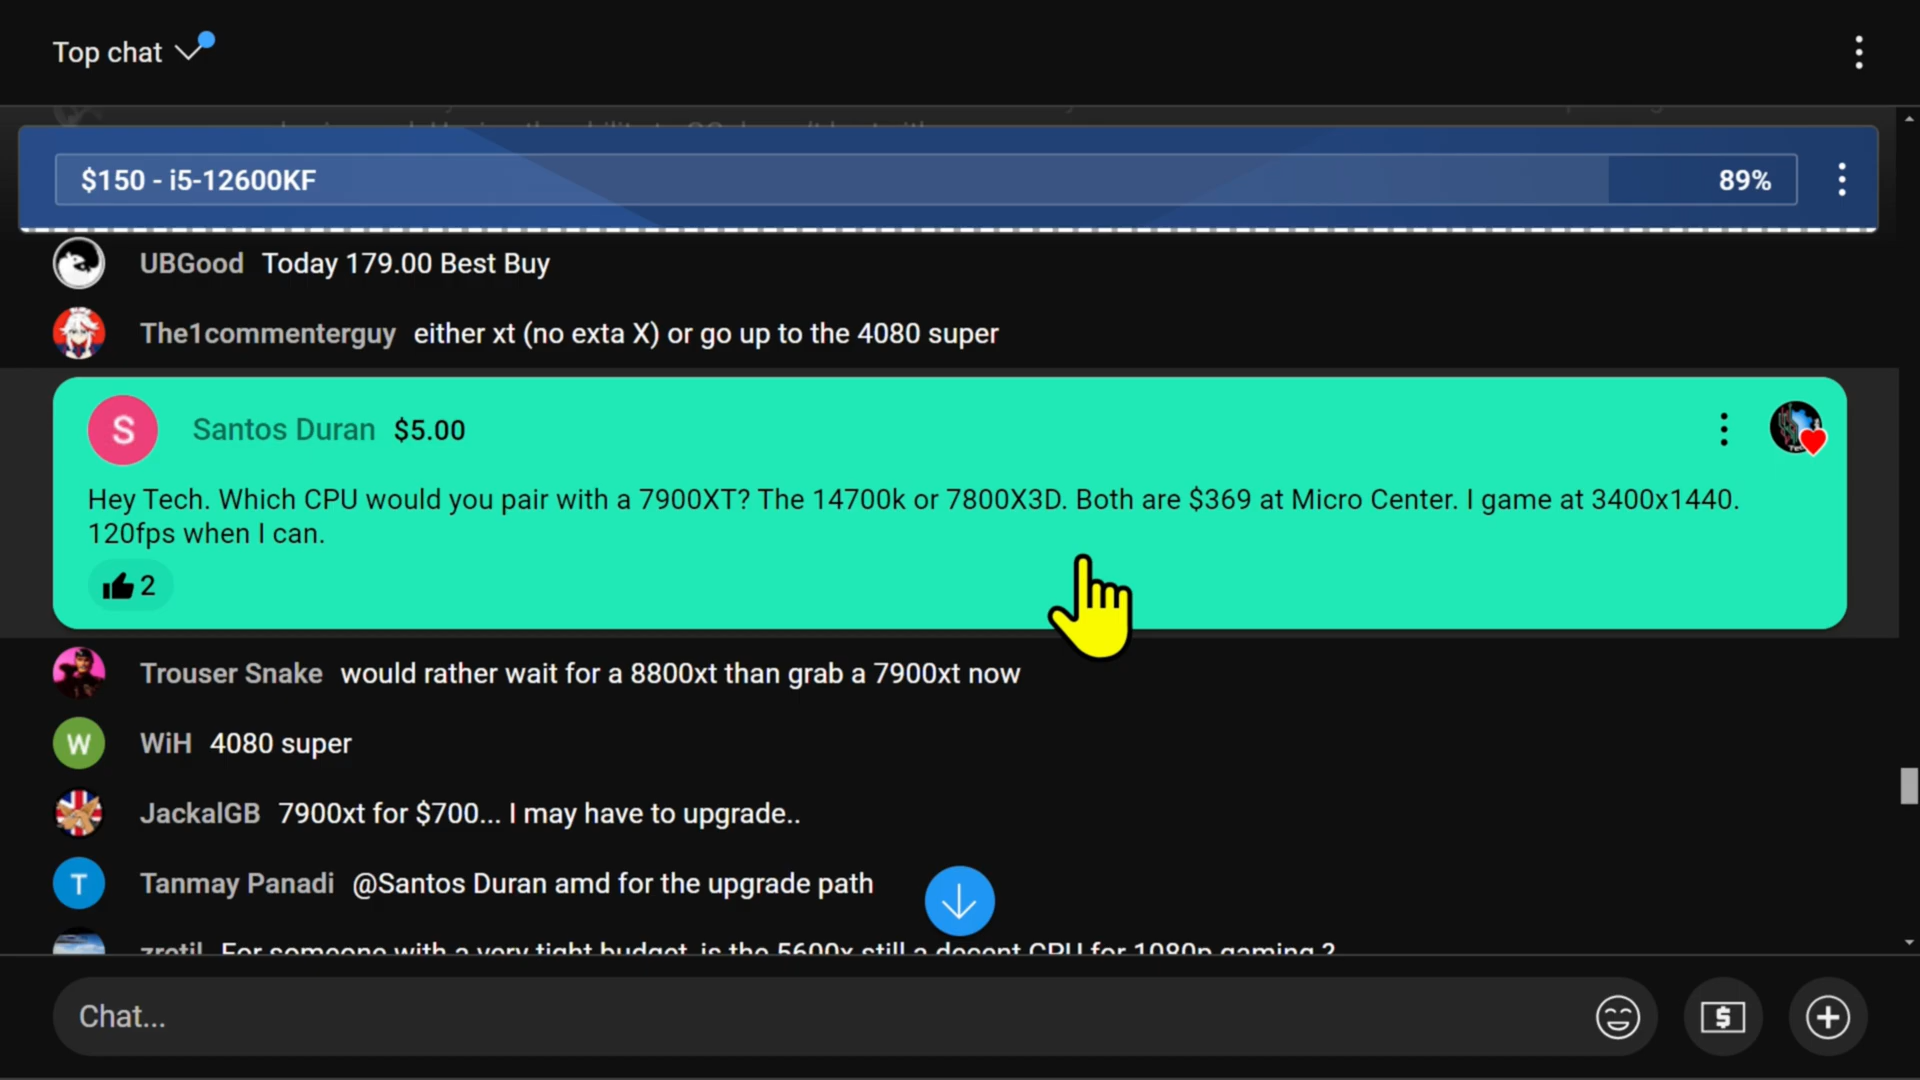 Top chat
$150 - i5-12600KF 89%
UBGood Today 179.00 Best Buy
The1commenterguy either xt (no exta X) or go up to the 4080 super
S Santos Duran $5.00
Hey Tech. Which CPU would you pair with a 7900XT? The 14700k or 7800X3D. Both are $369 at Micro Center. I game at 3400x1440.
120fps when I can.
2
Trouser Snake would rather wait for a 8800xt than grab a 7900xt now
W WiH 4080 super
JackalGB 7900xt for $700... I may have to upgrade..
T Tanmay Panadi @Santos Duran amd for the upgrade path
zrotil For someone with a very tight budget, is the 5600x still a decent CPU for 1080p gaming ?
Chat...